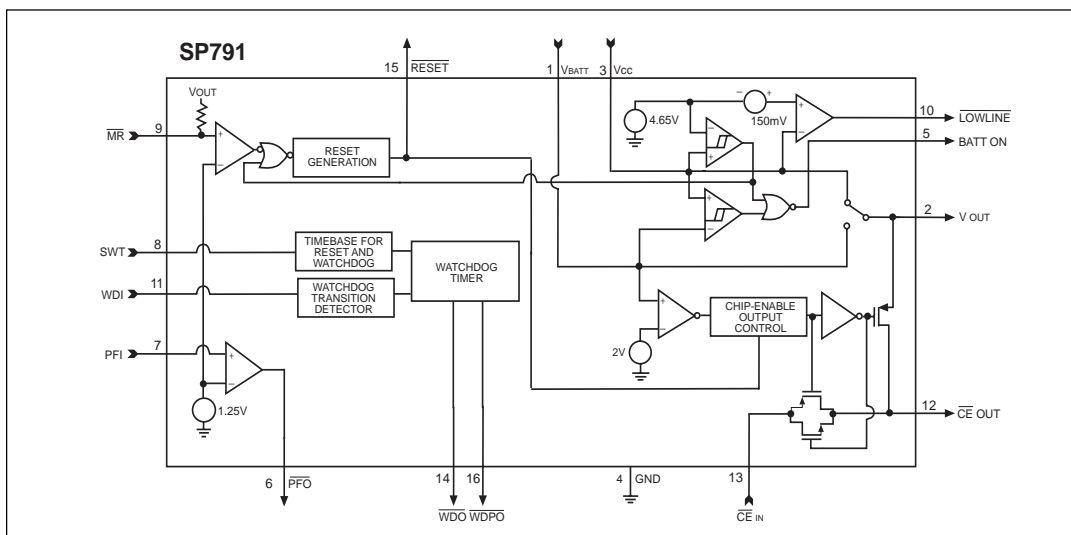 SP791
15 RESET
1 VBATT
3 Vcc
VOUT
MR 9
+
−
RESET GENERATION
4.65V
− +
150mV
+
−
10 LOWLINE
5 BATT ON
−
+
+
−
2 V OUT
SWT 8
TIMEBASE FOR RESET AND WATCHDOG
WATCHDOG TIMER
WDI 11
WATCHDOG TRANSITION DETECTOR
+
−
2V
CHIP-ENABLE OUTPUT CONTROL
PFI 7
+
−
1.25V
12 CE OUT
6 PFO
14 WDO
16 WDPO
4 GND
13 CE IN